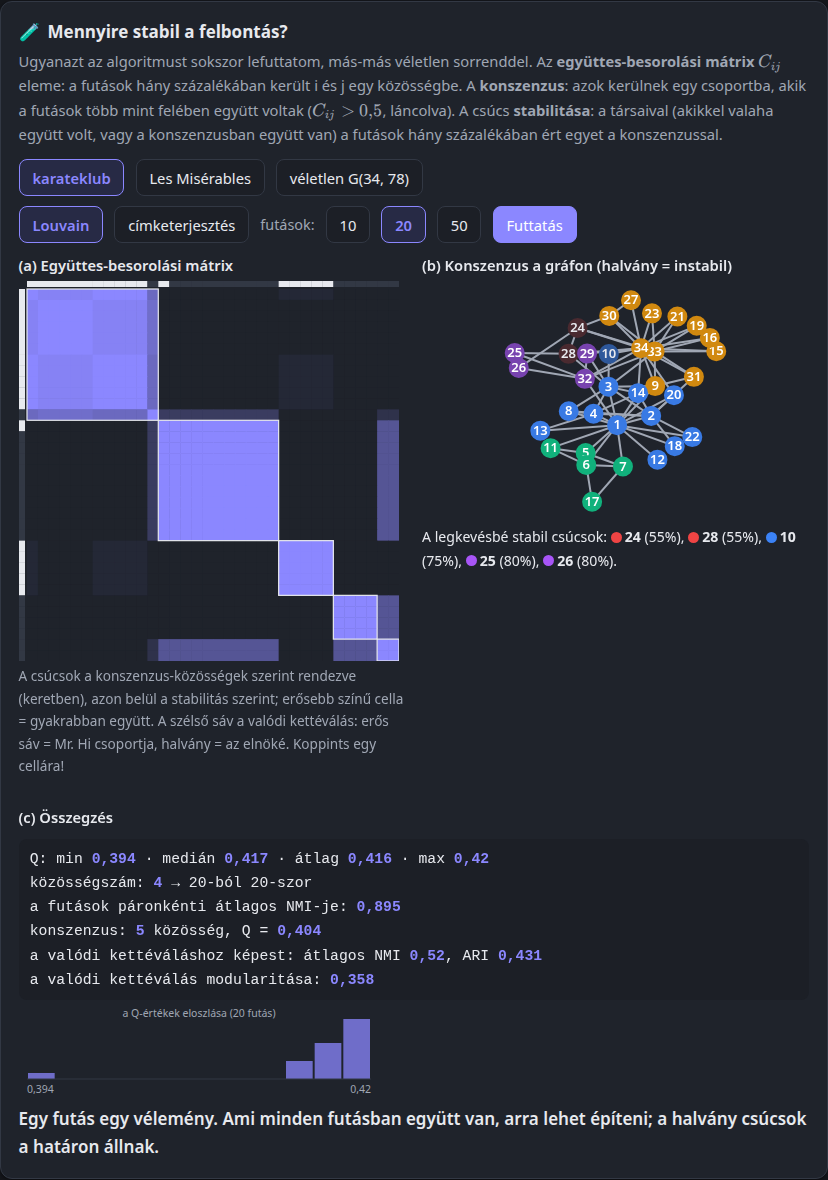 🧪 Mennyire stabil a felbontás?
Ugyanazt az algoritmust sokszor lefuttatom, más-más véletlen sorrenddel. Az együttes-besorolási mátrix C_ij
eleme: a futások hány százalékában került i és j egy közösségbe. A konszenzus: azok kerülnek egy csoportba, akik
a futások több mint felében együtt voltak (C_ij > 0,5, láncolva). A csúcs stabilitása: a társaival (akikkel valaha
együtt volt, vagy a konszenzusban együtt van) a futások hány százalékában ért egyet a konszenzussal.
karateklub Les Misérables véletlen G(34, 78)
Louvain címketerjesztés futások: 10 20 50 Futtatás
(a) Együttes-besorolási mátrix
A csúcsok a konszenzus-közösségek szerint rendezve
(keretben), azon belül a stabilitás szerint; erősebb színű cella
= gyakrabban együtt. A szélső sáv a valódi kettéválás: erős
sáv = Mr. Hi csoportja, halvány = az elnöké. Koppints egy
cellára!
(b) Konszenzus a gráfon (halvány = instabil)
27
30 23 21
24 19
16
34 33 15
25 28 29 10
26
32 3 31
14 9 20
8 4 2
13 1
22
11 5 18
6 7 12
17
A legkevésbé stabil csúcsok: 24 (55%), 28 (55%), 10
(75%), 25 (80%), 26 (80%).
(c) Összegzés
Q: min 0,394 · medián 0,417 · átlag 0,416 · max 0,42
közösségszám: 4 → 20-ból 20-szor
a futások páronkénti átlagos NMI-je: 0,895
konszenzus: 5 közösség, Q = 0,404
a valódi kettéváláshoz képest: átlagos NMI 0,52, ARI 0,431
a valódi kettéválás modularitása: 0,358
a Q-értékek eloszlása (20 futás)
0,394 0,42
Egy futás egy vélemény. Ami minden futásban együtt van, arra lehet építeni; a halvány csúcsok
a határon állnak.